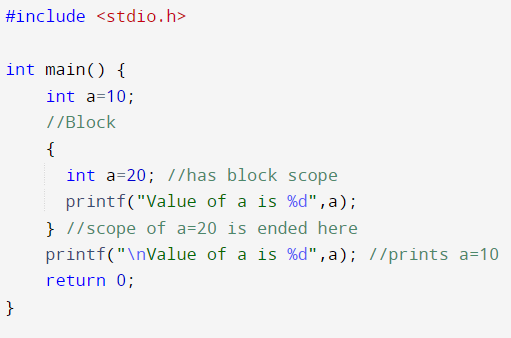 #include <stdio.h>
int main() {
int a=10;
//Block
{
int a=20; //has block scope
printf("Value of a is %d",a);
} //scope of a=20 is ended here
printf("\nValue of a is %d",a); //prints a=10
return 0;
}